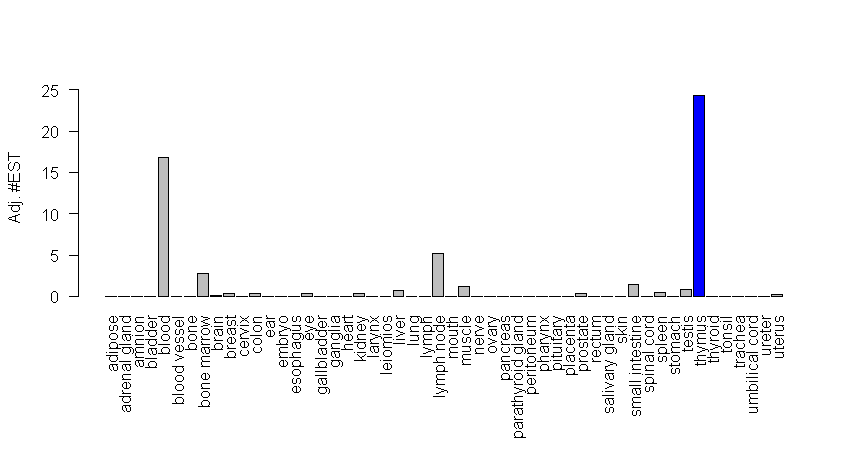 25
20
15
10
5
0
Adj. #EST
adipose
adrenal gland
amnion
bladder
blood
blood vessel
bone
bone marrow
brain
breast
cervix
colon
ear
embryo
esophagus
eye
gallbladder
ganglia
heart
kidney
larynx
leiomios
liver
lung
lymph
lymph node
mouth
muscle
nerve
ovary
pancreas
parathyroid gland
peritoneum
pharynx
pituitary
placenta
prostate
rectum
salivary gland
skin
small intestine
spinal cord
spleen
stomach
testis
thymus
thyroid
tonsil
trachea
umbilical cord
ureter
uterus